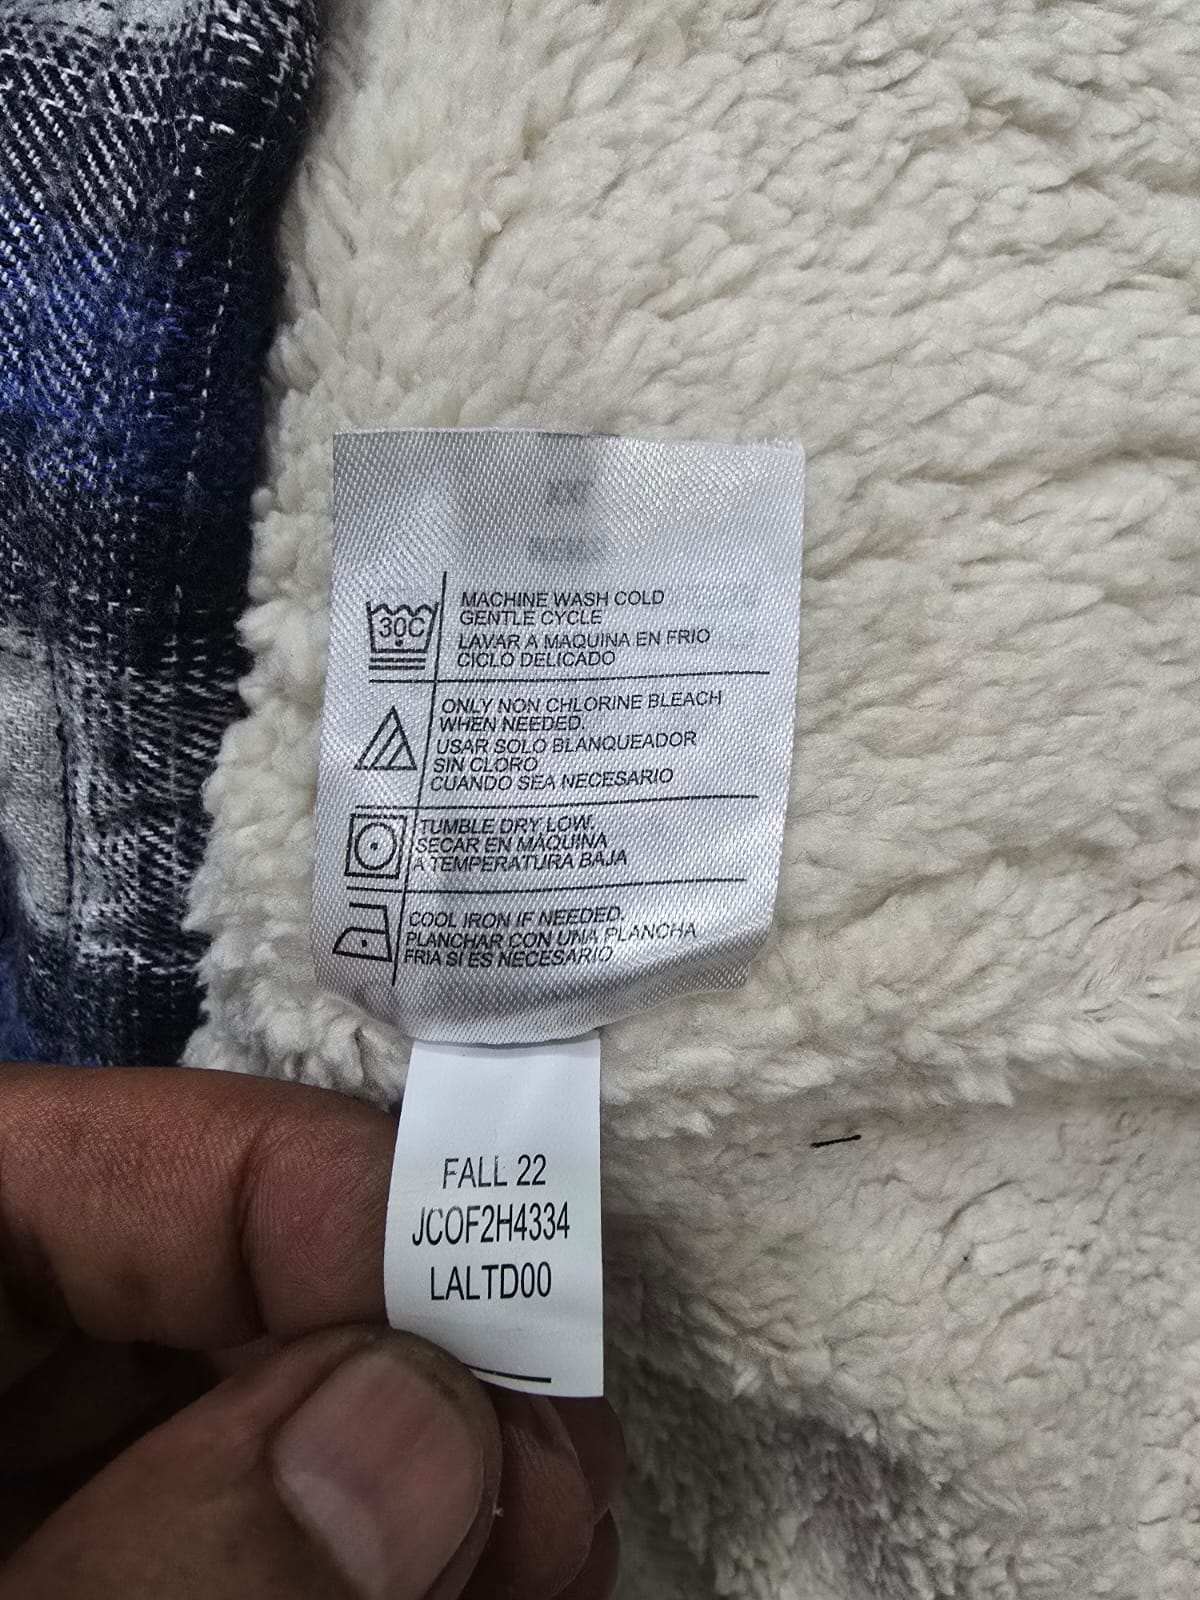 30C
MACHINE WASH COLD
GENTLE CYCLE
LAVAR A MAQUINA EN FRIO
CICLO DELICADO
ONLY NON CHLORINE BLEACH
WHEN NEEDED.
USAR SOLO BLANQUEADOR
SIN CLORO
CUANDO SEA NECESARIO
TUMBLE DRY LOW.
SECAR EN MAQUINA
A TEMPERATURA BAJA
COOL IRON IF NEEDED.
PLANCHAR CON UNA PLANCHA
FRIA SI ES NECESARIO
FALL 22
JCOF2H4334
LALTD00